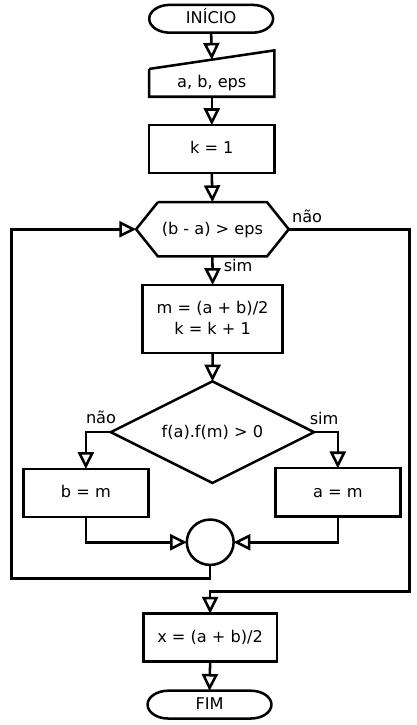 INÍCIO
a, b, eps
k = 1
(b - a) > eps
não
sim
m = (a + b)/2
k = k + 1
f(a).f(m) > 0
não
sim
b = m
a = m
x = (a + b)/2
FIM